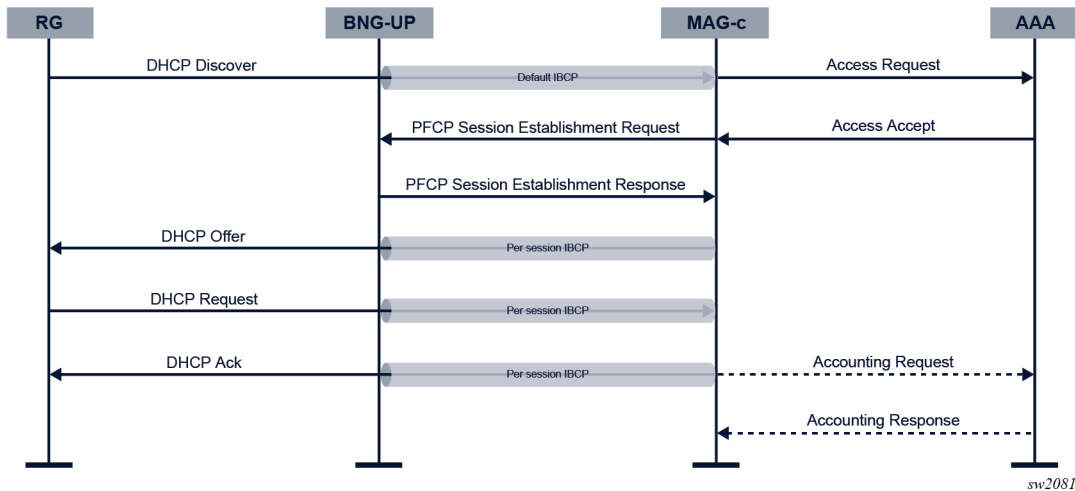 RG BNG-UP MAG-c AAA
DHCP Discover Default IBCP Access Request
PFCP Session Establishment Request Access Accept
PFCP Session Establishment Response
DHCP Offer Per session IBCP
DHCP Request Per session IBCP
DHCP Ack Per session IBCP Accounting Request
Accounting Response
sw2081